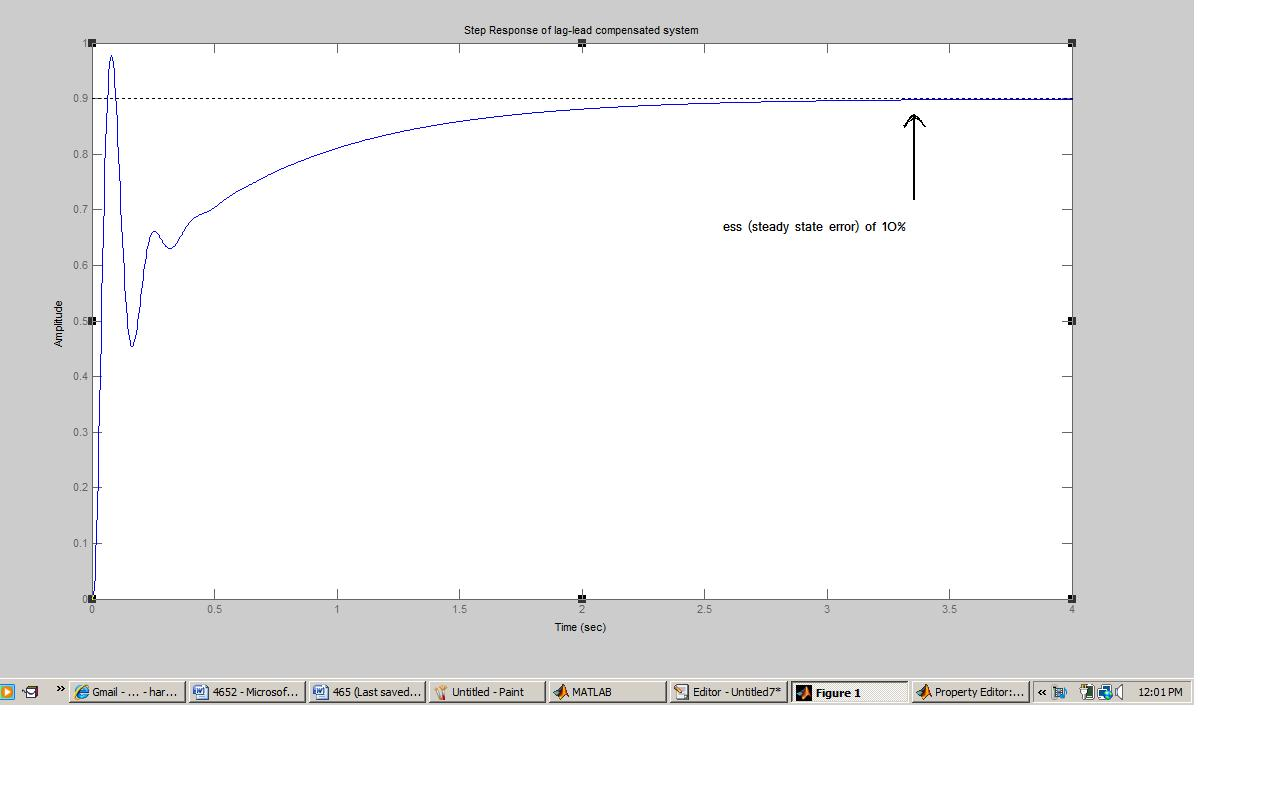 Step Response of lag-lead compensated system
1
0.9
0.8
0.7
0.6
0.5
0.4
0.3
0.2
0.1
0
Amplitude
ess (steady state error) of 10%
0 0.5 1 1.5 2 2.5 3 3.5 4
Time (sec)
» Gmail - ... - har... 4652 - Microsof... 465 (Last saved... Untitled - Paint MATLAB Editor - Untitled7* Figure 1 Property Editor:... « 12:01 PM